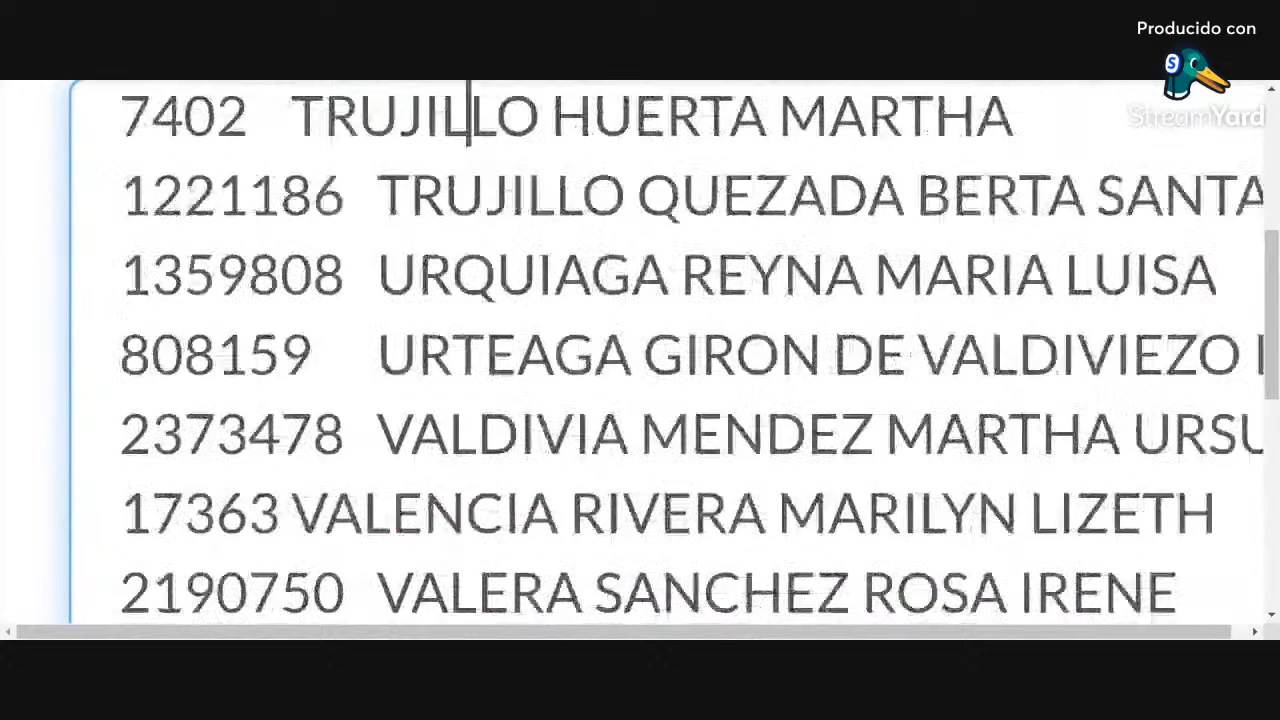 Producido con
StreamYard
7402 TRUJILLO HUERTA MARTHA
1221186 TRUJILLO QUEZADA BERTA SANTA
1359808 URQUIAGA REYNA MARIA LUISA
808159 URTEAGA GIRON DE VALDIVIEZO
2373478 VALDIVIA MENDEZ MARTHA URSU
17363 VALENCIA RIVERA MARILYN LIZETH
2190750 VALERA SANCHEZ ROSA IRENE